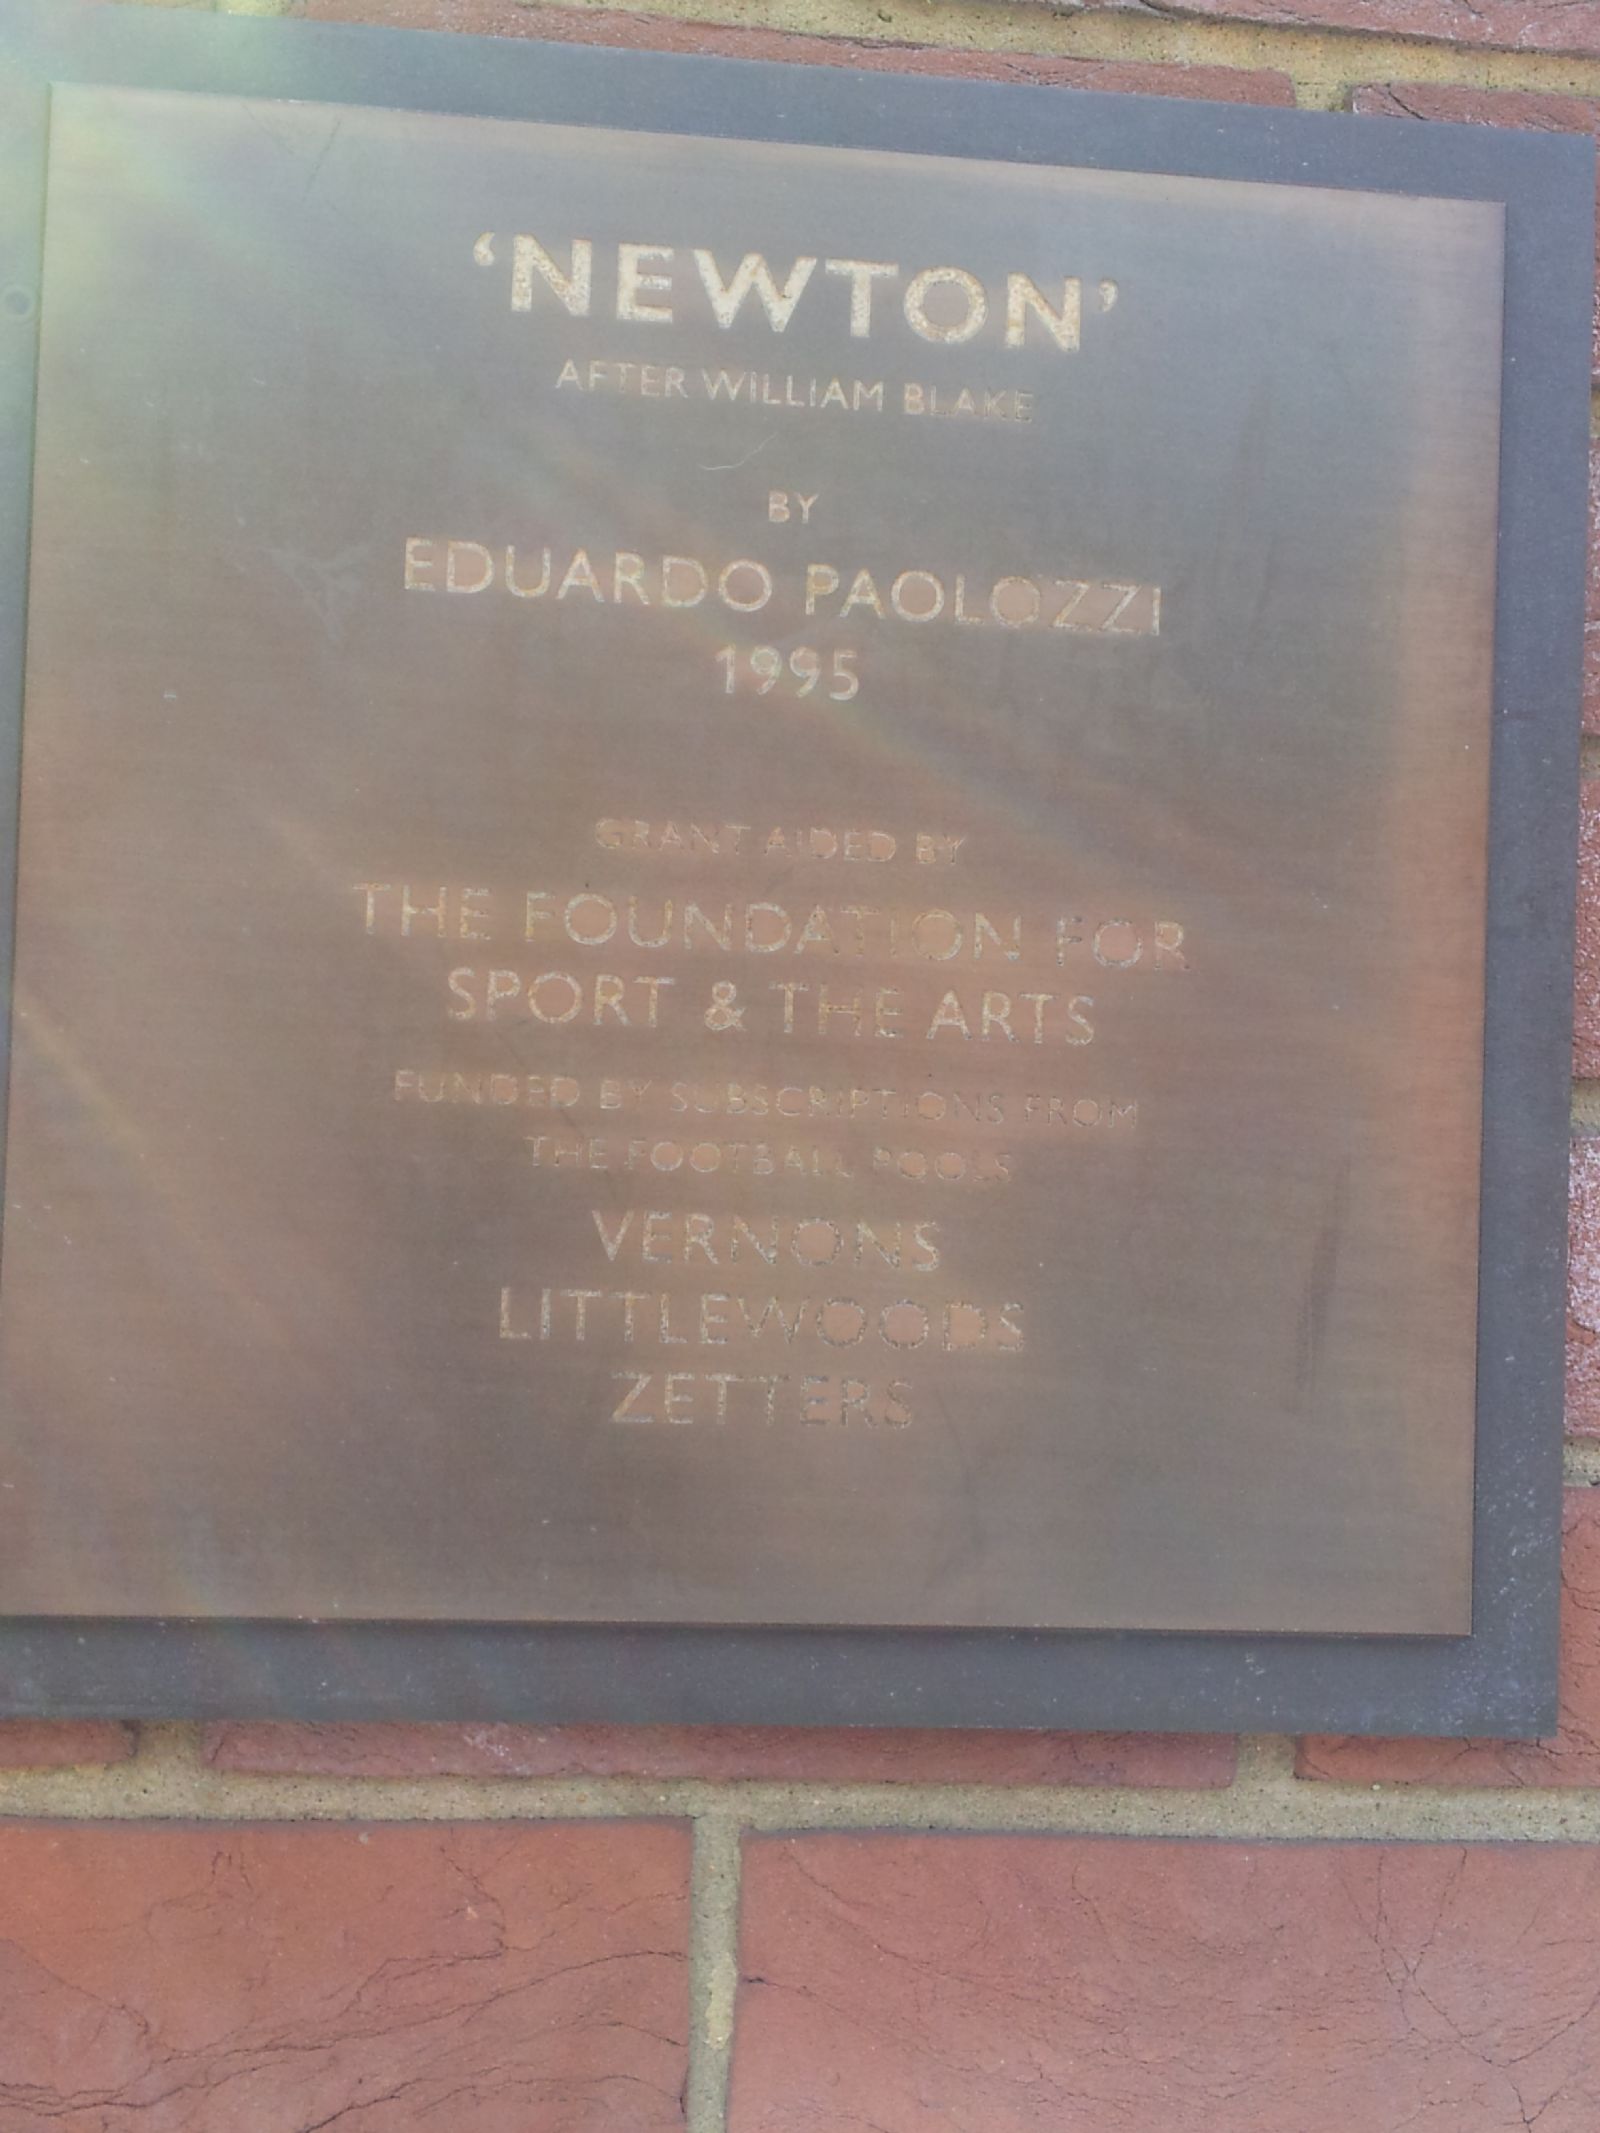 ‘NEWTON’
AFTER WILLIAM BLAKE
BY
EDUARDO PAOLOZZI
1995
GRANT AIDED BY
THE FOUNDATION FOR
SPORT & THE ARTS
FUNDED BY SUBSCRIPTIONS FROM
THE FOOTBALL POOLS
VERNONS
LITTLEWOODS
ZETTERS